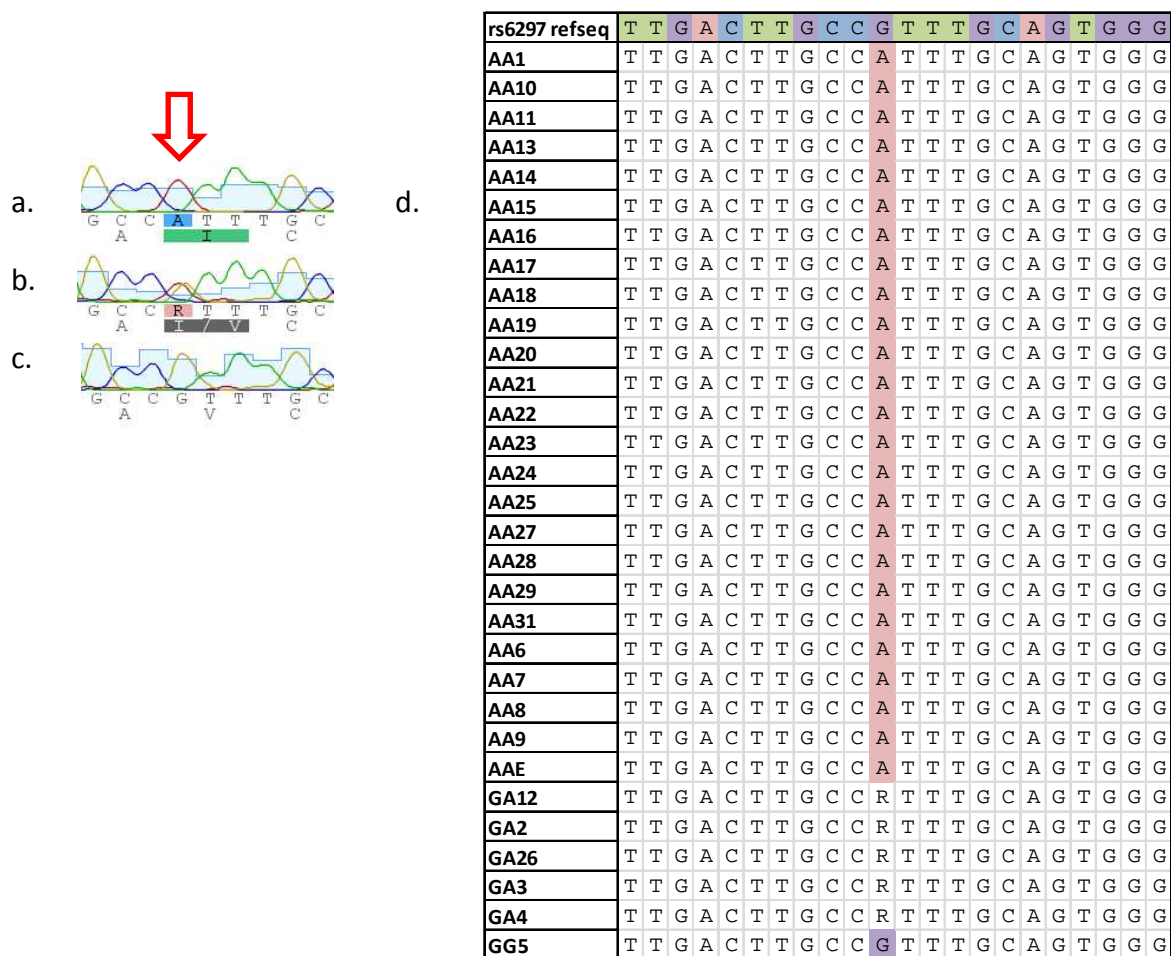 a.
G C C A T T T G C
A I C
b.
G C C R T T T G C
A I / V C
c.
G C C G T T T G C
A V C
d.
rs6297 refseq T T G A C T T G C C G T T T G C A G T G G G
AA1 T T G A C T T G C C A T T T G C A G T G G G
AA10 T T G A C T T G C C A T T T G C A G T G G G
AA11 T T G A C T T G C C A T T T G C A G T G G G
AA13 T T G A C T T G C C A T T T G C A G T G G G
AA14 T T G A C T T G C C A T T T G C A G T G G G
AA15 T T G A C T T G C C A T T T G C A G T G G G
AA16 T T G A C T T G C C A T T T G C A G T G G G
AA17 T T G A C T T G C C A T T T G C A G T G G G
AA18 T T G A C T T G C C A T T T G C A G T G G G
AA19 T T G A C T T G C C A T T T G C A G T G G G
AA20 T T G A C T T G C C A T T T G C A G T G G G
AA21 T T G A C T T G C C A T T T G C A G T G G G
AA22 T T G A C T T G C C A T T T G C A G T G G G
AA23 T T G A C T T G C C A T T T G C A G T G G G
AA24 T T G A C T T G C C A T T T G C A G T G G G
AA25 T T G A C T T G C C A T T T G C A G T G G G
AA27 T T G A C T T G C C A T T T G C A G T G G G
AA28 T T G A C T T G C C A T T T G C A G T G G G
AA29 T T G A C T T G C C A T T T G C A G T G G G
AA31 T T G A C T T G C C A T T T G C A G T G G G
AA6 T T G A C T T G C C A T T T G C A G T G G G
AA7 T T G A C T T G C C A T T T G C A G T G G G
AA8 T T G A C T T G C C A T T T G C A G T G G G
AA9 T T G A C T T G C C A T T T G C A G T G G G
AAE T T G A C T T G C C A T T T G C A G T G G G
GA12 T T G A C T T G C C R T T T G C A G T G G G
GA2 T T G A C T T G C C R T T T G C A G T G G G
GA26 T T G A C T T G C C R T T T G C A G T G G G
GA3 T T G A C T T G C C R T T T G C A G T G G G
GA4 T T G A C T T G C C R T T T G C A G T G G G
GG5 T T G A C T T G C C G T T T G C A G T G G G